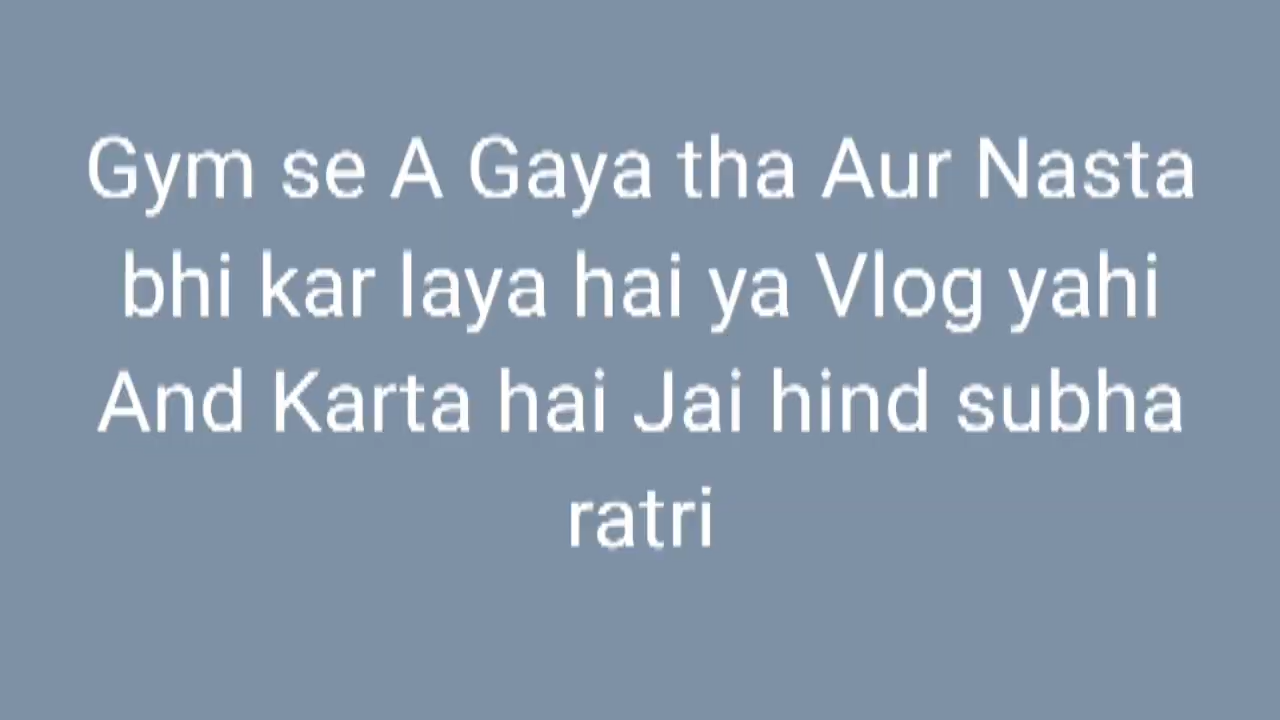 Gym se A Gaya tha Aur Nasta
bhi kar laya hai ya Vlog yahi
And Karta hai Jai hind subha
ratri